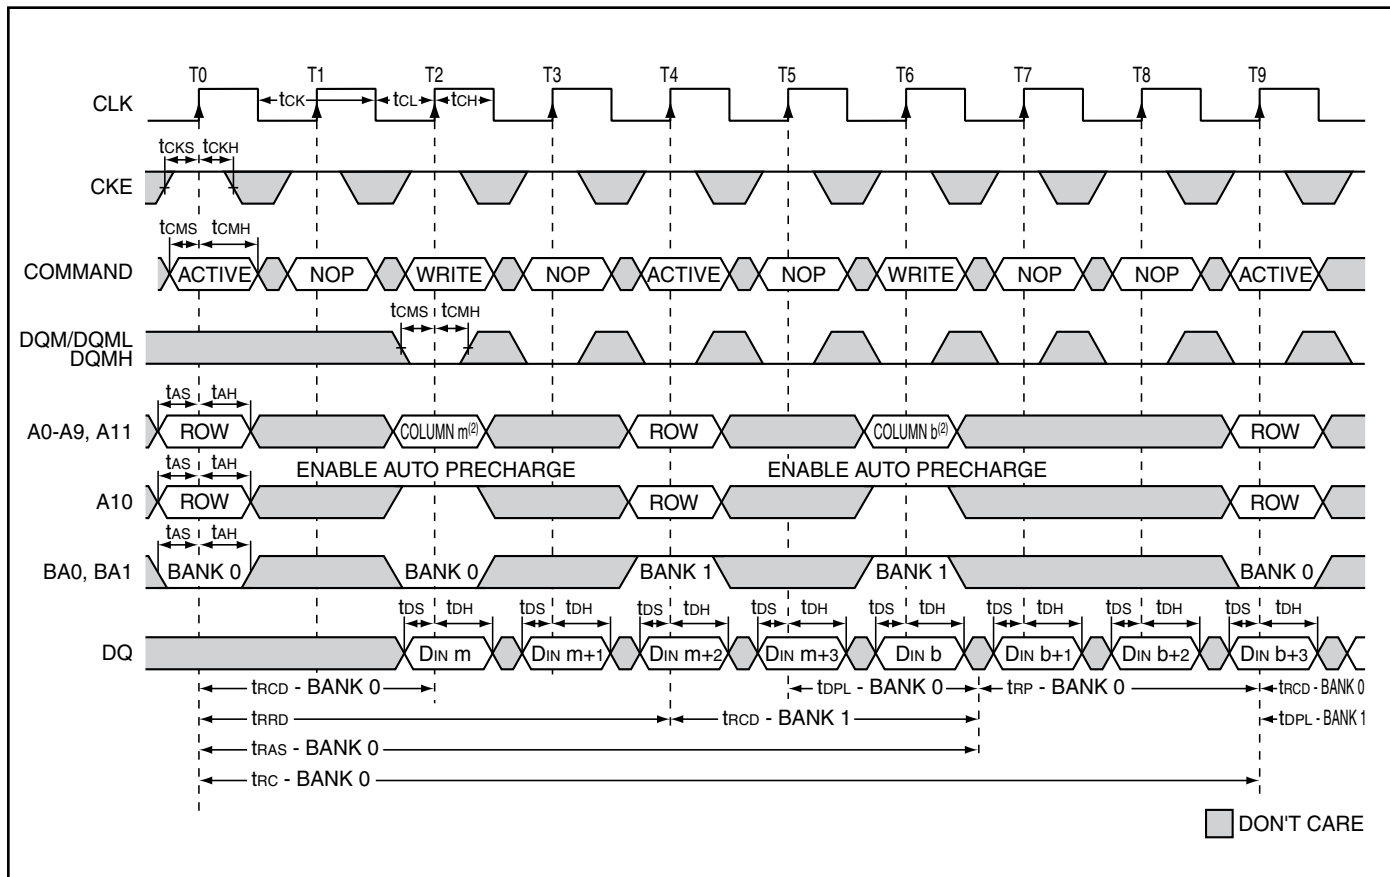 T0 T1 T2 T3 T4 T5 T6 T7 T8 T9
CLK tCK tCL tCH
tCKS tCKH
CKE
tCMS tCMH
COMMAND ACTIVE NOP WRITE NOP ACTIVE NOP WRITE NOP NOP ACTIVE
tCMS tCMH
DQM/DQML
DQMH
tAS tAH
A0-A9, A11 ROW COLUMN m(2) ROW COLUMN b(2) ROW
tAS tAH ENABLE AUTO PRECHARGE ENABLE AUTO PRECHARGE
A10 ROW ROW ROW
tAS tAH
BA0, BA1 BANK 0 BANK 0 BANK 1 BANK 1 BANK 0
tDS tDH tDS tDH tDS tDH tDS tDH tDS tDH tDS tDH tDS tDH tDS tDH
DQ DIN m DIN m+1 DIN m+2 DIN m+3 DIN b DIN b+1 DIN b+2 DIN b+3
tRCD - BANK 0 tDPL - BANK 0 tRP - BANK 0 tRCD - BANK 0
tRRD tRCD - BANK 1 tDPL - BANK 1
tRAS - BANK 0
tRC - BANK 0
DON'T CARE